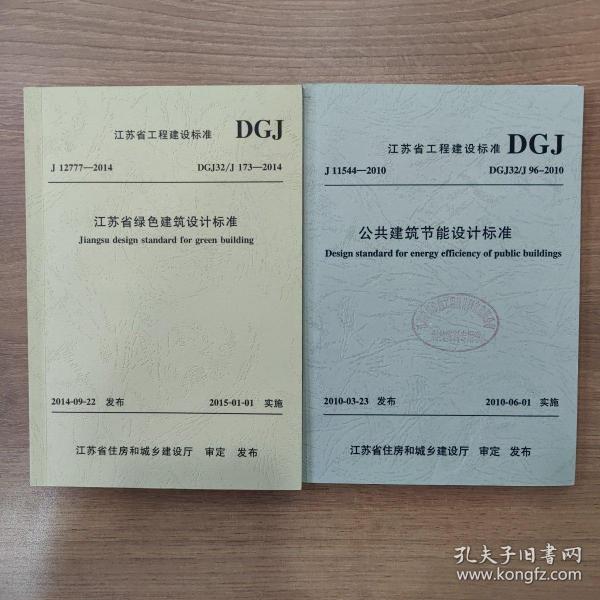 江苏省工程建设标准 DGJ
J 12777—2014 DGJ32/J 173—2014
江苏省绿色建筑设计标准
Jiangsu design standard for green building
2014-09-22 发布 2015-01-01 实施
江苏省住房和城乡建设厅 审定 发布
江苏省工程建设标准 DGJ
J 11544—2010 DGJ32/J 96-2010
公共建筑节能设计标准
Design standard for energy efficiency of public buildings
2010-03-23 发布 2010-06-01 实施
江苏省住房和城乡建设厅 审定 发布
孔夫子旧书网
www.kongfz.com